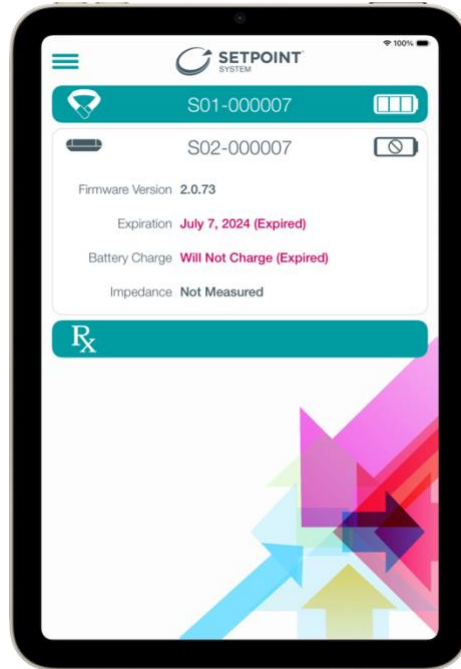 100%
SETPOINT
SYSTEM
S01-000007
S02-000007
Firmware Version 2.0.73
Expiration July 7, 2024 (Expired)
Battery Charge Will Not Charge (Expired)
Impedance Not Measured
Rx